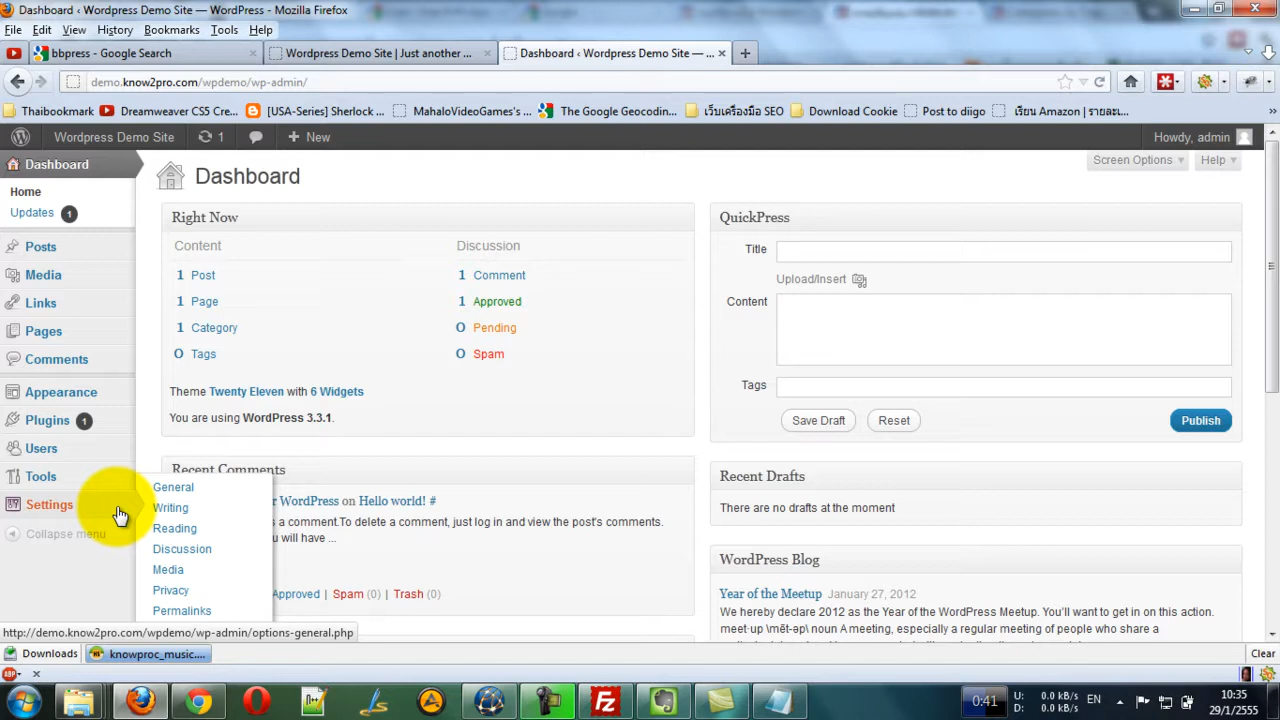 Dashboard ‹ Wordpress Demo Site — WordPress - Mozilla Firefox
File Edit View History Bookmarks Tools Help
bbpress - Google Search
Wordpress Demo Site | Just another ...
Dashboard ‹ Wordpress Demo Site — ...
demo.know2pro.com/wpdemo/wp-admin/
Thaibookmark
Dreamweaver CS5 Cre...
[USA-Series] Sherlock ...
MahaloVideoGames's ...
The Google Geocodin...
เว็บเครื่องมือ SEO
Download Cookie
Post to diigo
เรียน Amazon | รายละ...
Wordpress Demo Site
1
New
Howdy, admin
Dashboard
Home
Updates 1
Posts
Media
Links
Pages
Comments
Appearance
Plugins 1
Users
Tools
Settings
Collapse menu
General
Writing
Reading
Discussion
Media
Privacy
Permalinks
Dashboard
Screen Options
Help
Right Now
Content
Discussion
1 Post
1 Comment
1 Page
1 Approved
1 Category
0 Pending
0 Tags
0 Spam
Theme Twenty Eleven with 6 Widgets
You are using WordPress 3.3.1.
Recent Comments
r WordPress on Hello world! #
s a comment.To delete a comment, just log in and view the post's comments.
will have ...
Approved | Spam (0) | Trash (0)
QuickPress
Title
Upload/Insert
Content
Tags
Save Draft
Reset
Publish
Recent Drafts
There are no drafts at the moment
WordPress Blog
Year of the Meetup January 27, 2012
We hereby declare 2012 as the Year of the WordPress Meetup. You'll want to get in on this action.
meet·up \mēt-əp\ noun A meeting, especially a regular meeting of people who share a
http://demo.know2pro.com/wpdemo/wp-admin/options-general.php
Downloads
knowproc_music....
Clear
ABP
0:41
U: 0.0 kB/s
D: 0.0 kB/s
EN
10:35
29/1/2555